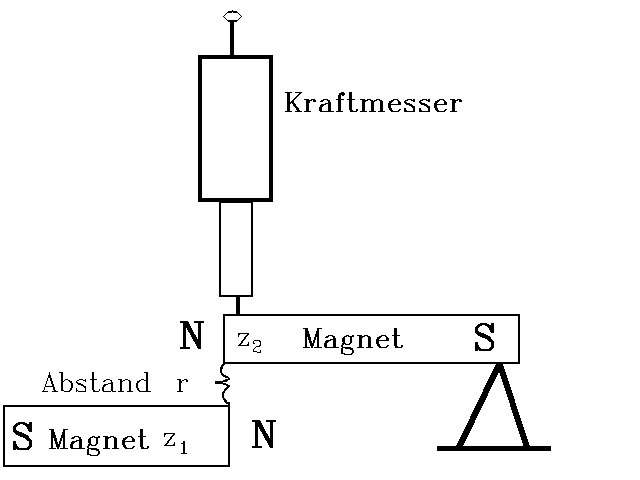 Kraftmesser
N z₂ Magnet S
Abstand r
S Magnet z₁ N